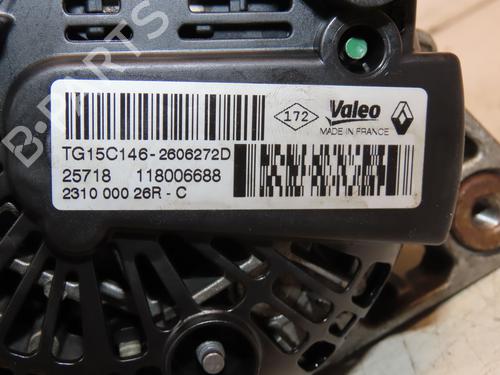 172
Valeo
MADE IN FRANCE
TG15C146-2606272D
25718 118006688
2310 000 26R - C
B-PARTS